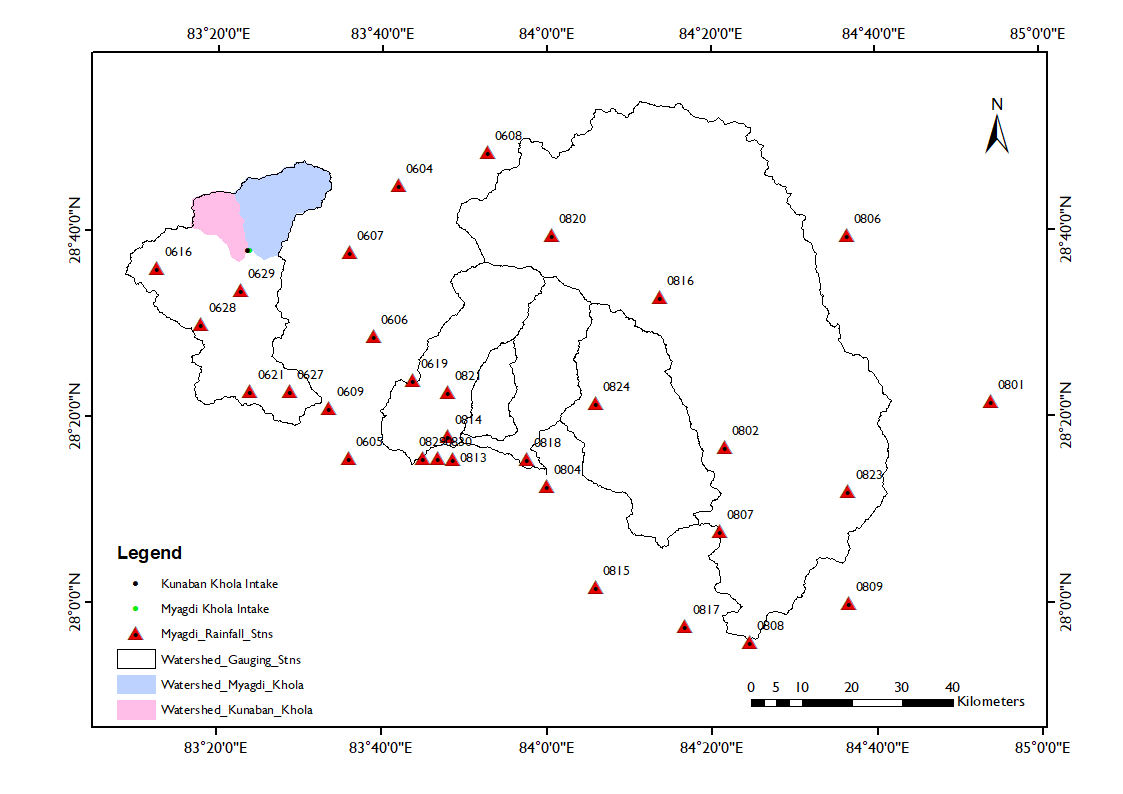 83°20'0"E 83°40'0"E 84°0'0"E 84°20'0"E 84°40'0"E 85°0'0"E
N
0608
0604
28°40'0"N
0820
0806
28°40'0"N
0607
0616
0629
0816
0628
0606
0619
0621
0627
0821
0609
0824
0801
28°20'0"N
0814
28°20'0"N
0802
0605
0829
0830
0818
0813
0804
0823
0807
0815
28°0'0"N
0809
28°0'0"N
0817
0808
Legend
Kunaban Khola Intake
Myagdi Khola Intake
Myagdi_Rainfall_Stns
Watershed_Gauging_Stns
Watershed_Myagdi_Khola
Watershed_Kunaban_Khola
0 5 10 20 30 40
Kilometers
83°20'0"E 83°40'0"E 84°0'0"E 84°20'0"E 84°40'0"E 85°0'0"E